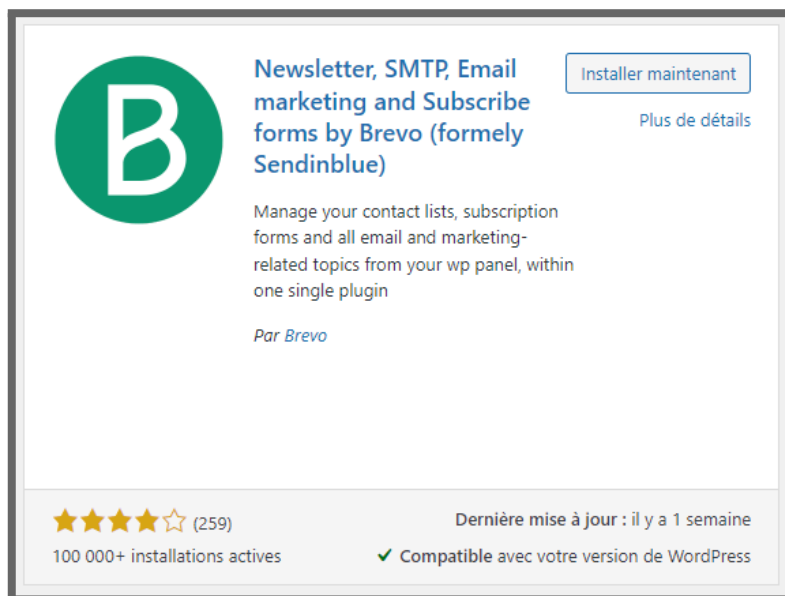 B
Newsletter, SMTP, Email
marketing and Subscribe
forms by Brevo (formely
Sendinblue)
Installer maintenant
Plus de détails
Manage your contact lists, subscription
forms and all email and marketing-
related topics from your wp panel, within
one single plugin
Par Brevo
(259)
Dernière mise à jour : il y a 1 semaine
100 000+ installations actives
Compatible avec votre version de WordPress